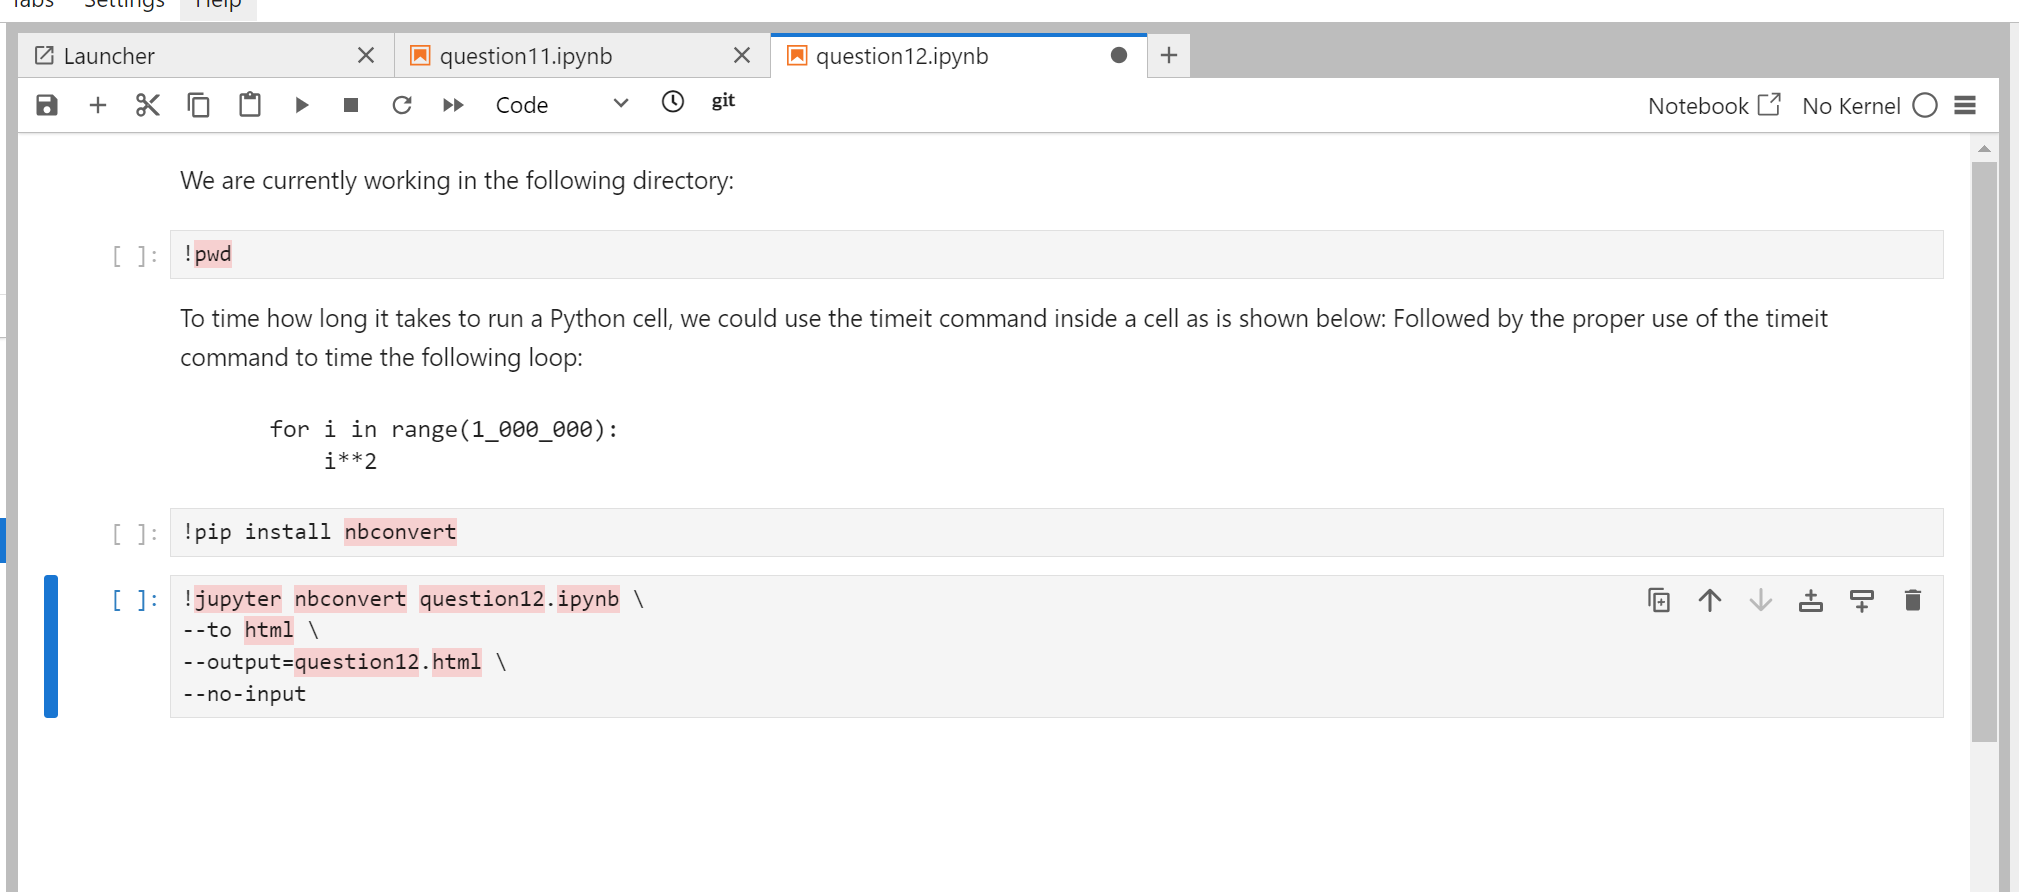 Tabs Settings Help
Launcher question11.ipynb question12.ipynb
Code git Notebook No Kernel
We are currently working in the following directory:
[ ]: !pwd
To time how long it takes to run a Python cell, we could use the timeit command inside a cell as is shown below: Followed by the proper use of the timeit
command to time the following loop:
for i in range(1_000_000):
    i**2
[ ]: !pip install nbconvert
[ ]: !jupyter nbconvert question12.ipynb \
--to html \
--output=question12.html \
--no-input